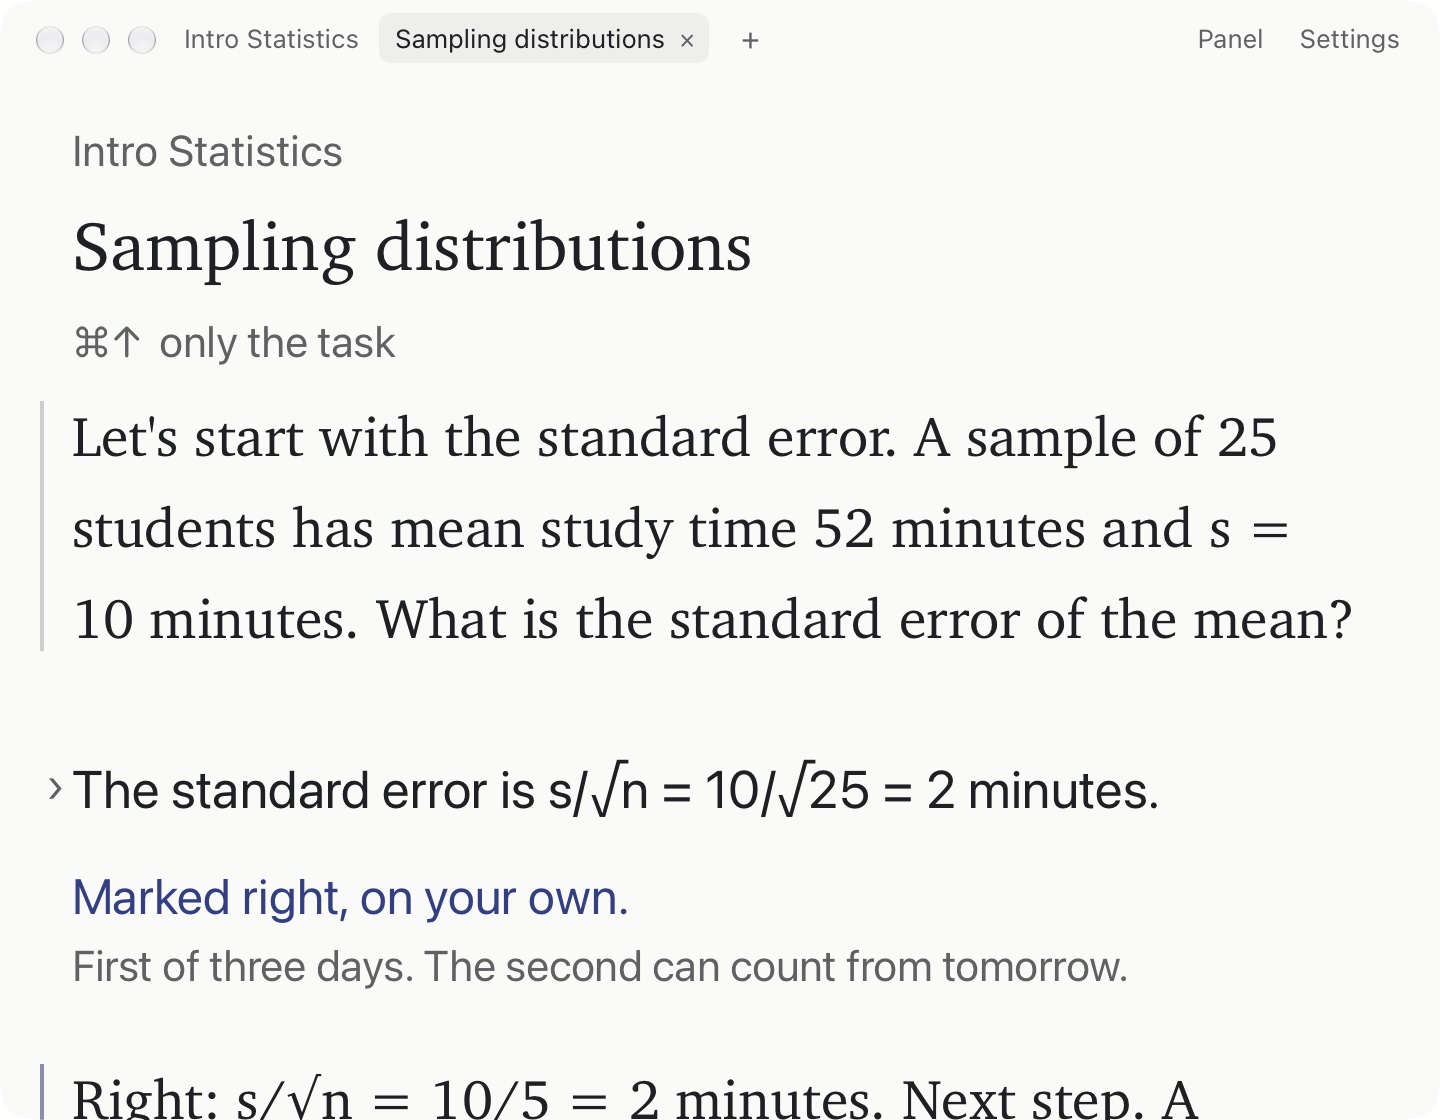 Intro Statistics
Sampling distributions ×
+
Panel
Settings
Intro Statistics
Sampling distributions
⌘↑ only the task
Let's start with the standard error. A sample of 25
students has mean study time 52 minutes and s =
10 minutes. What is the standard error of the mean?
› The standard error is s/√n = 10/√25 = 2 minutes.
Marked right, on your own.
First of three days. The second can count from tomorrow.
Right: s/√n = 10/5 = 2 minutes. Next step. A